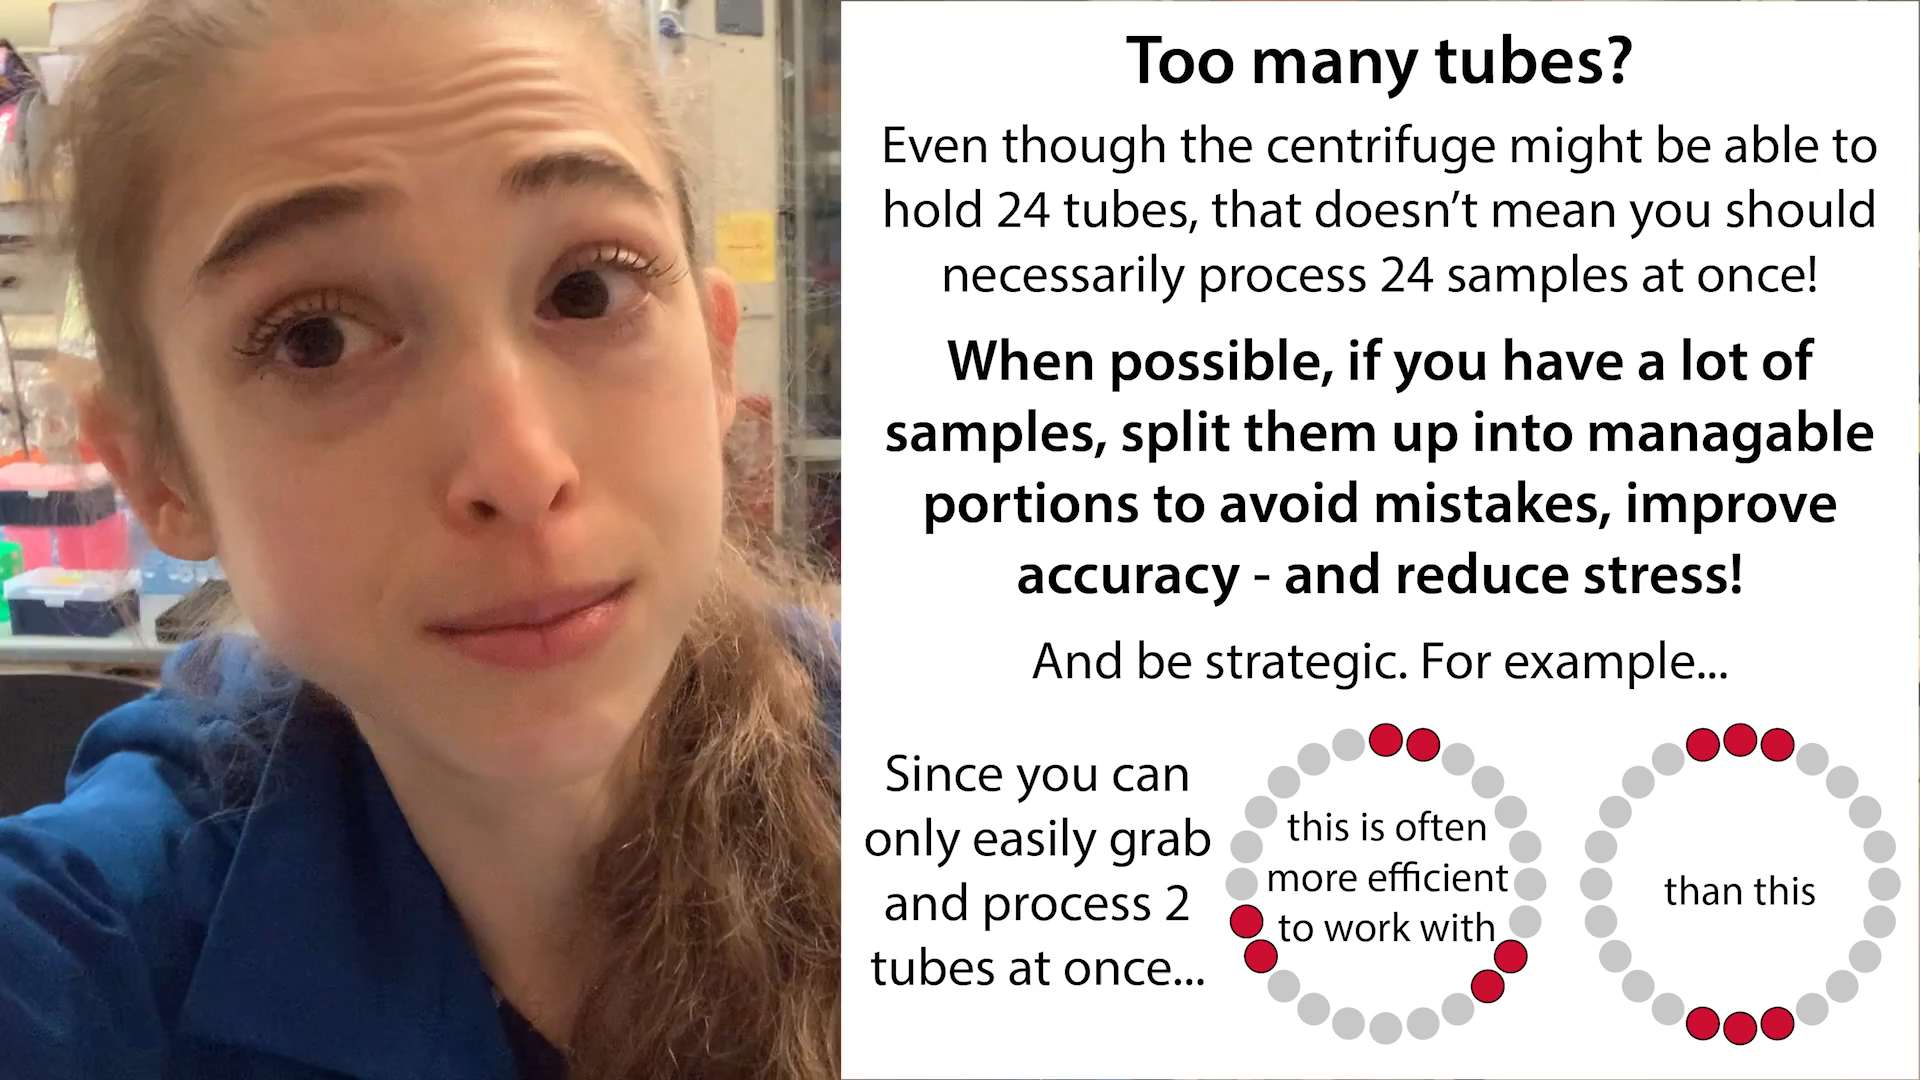 Too many tubes?
Even though the centrifuge might be able to
hold 24 tubes, that doesn’t mean you should
necessarily process 24 samples at once!
When possible, if you have a lot of
samples, split them up into managable
portions to avoid mistakes, improve
accuracy - and reduce stress!
And be strategic. For example...
Since you can
only easily grab
and process 2
tubes at once...
this is often
more efficient
to work with
than this